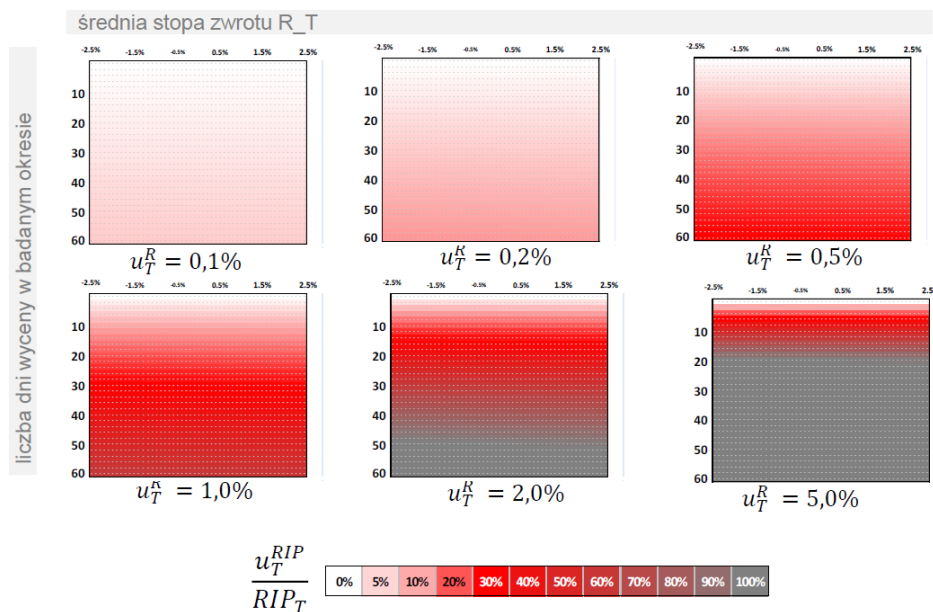 średnia stopa zwrotu R_T
liczba dni wyceny w badanym okresie
-2.5% -1.5% -0.5% 0.5% 1.5% 2.5%
10
20
30
40
50
60
u_T^R = 0,1%
-2.5% -1.5% -0.5% 0.5% 1.5% 2.5%
10
20
30
40
50
60
u_T^R = 0,2%
-2.5% -1.5% -0.5% 0.5% 1.5% 2.5%
10
20
30
40
50
60
u_T^R = 0,5%
-2.5% -1.5% -0.5% 0.5% 1.5% 2.5%
10
20
30
40
50
60
u_T^R = 1,0%
-2.5% -1.5% -0.5% 0.5% 1.5% 2.5%
10
20
30
40
50
60
u_T^R = 2,0%
-2.5% -1.5% -0.5% 0.5% 1.5% 2.5%
10
20
30
40
50
60
u_T^R = 5,0%
u_T^RIP
RIP_T
0% 5% 10% 20% 30% 40% 50% 60% 70% 80% 90% 100%